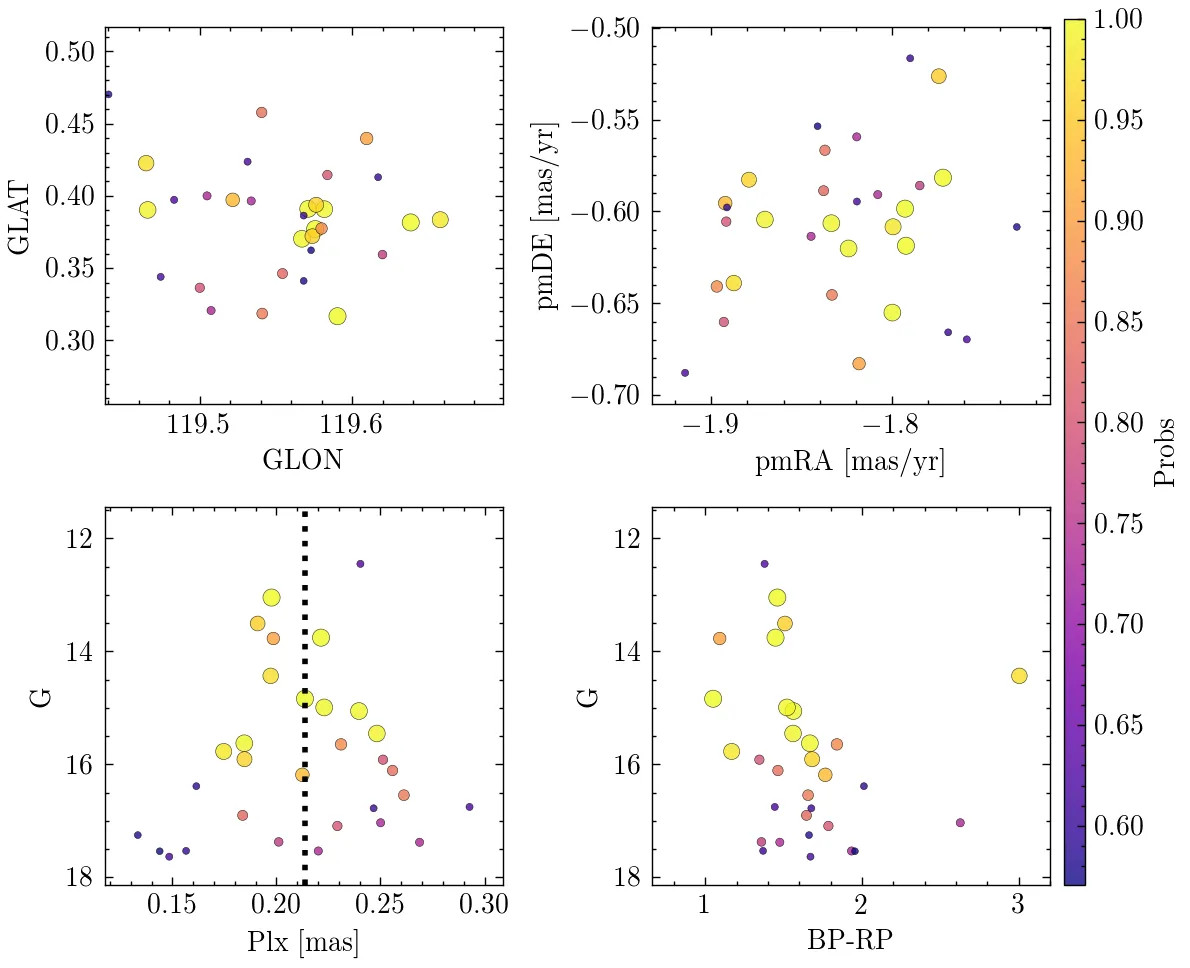 0.50
0.45
0.40
0.35
0.30
GLAT
119.5 119.6
GLON
−0.50
−0.55
−0.60
−0.65
−0.70
pmDE [mas/yr]
−1.9 −1.8
pmRA [mas/yr]
12
14
16
18
G
0.15 0.20 0.25 0.30
Plx [mas]
12
14
16
18
G
1 2 3
BP-RP
1.00
0.95
0.90
0.85
0.80
0.75
0.70
0.65
0.60
Probs